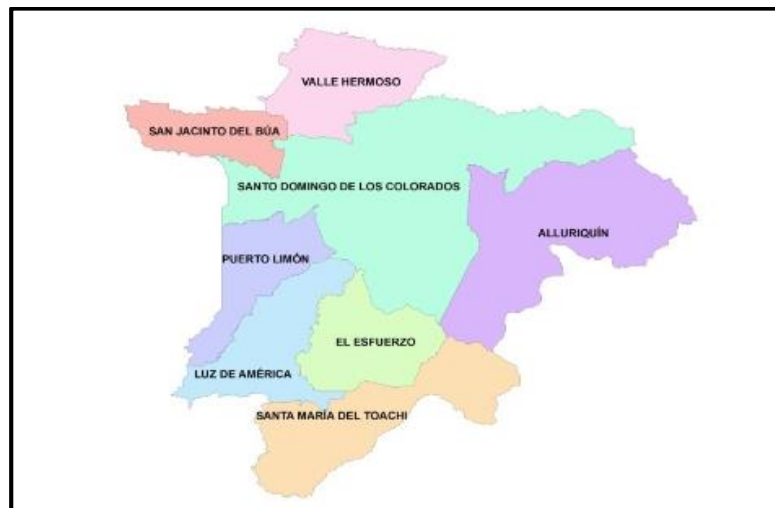 VALLE HERMOSO
SAN JACINTO DEL BÚA
SANTO DOMINGO DE LOS COLORADOS
ALLURIQUÍN
PUERTO LIMÓN
EL ESFUERZO
LUZ DE AMÉRICA
SANTA MARÍA DEL TOACHI